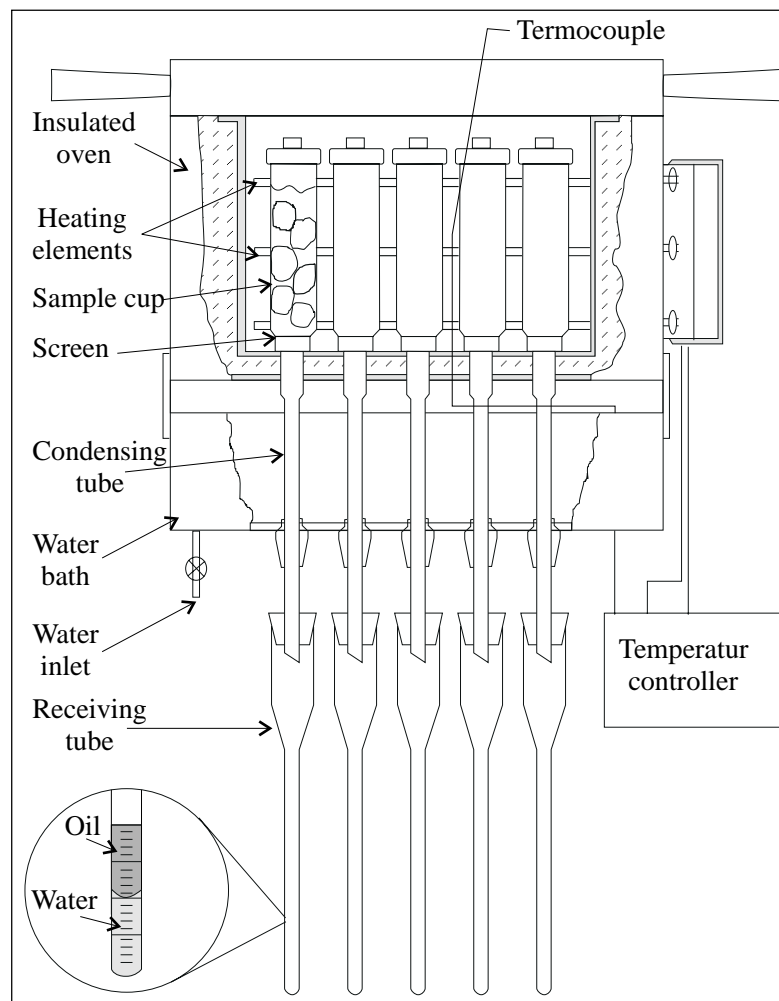 Termocouple
Insulated
oven
Heating
elements
Sample cup
Screen
Condensing
tube
Water
bath
Water
inlet
Temperatur
controller
Receiving
tube
Oil
Water